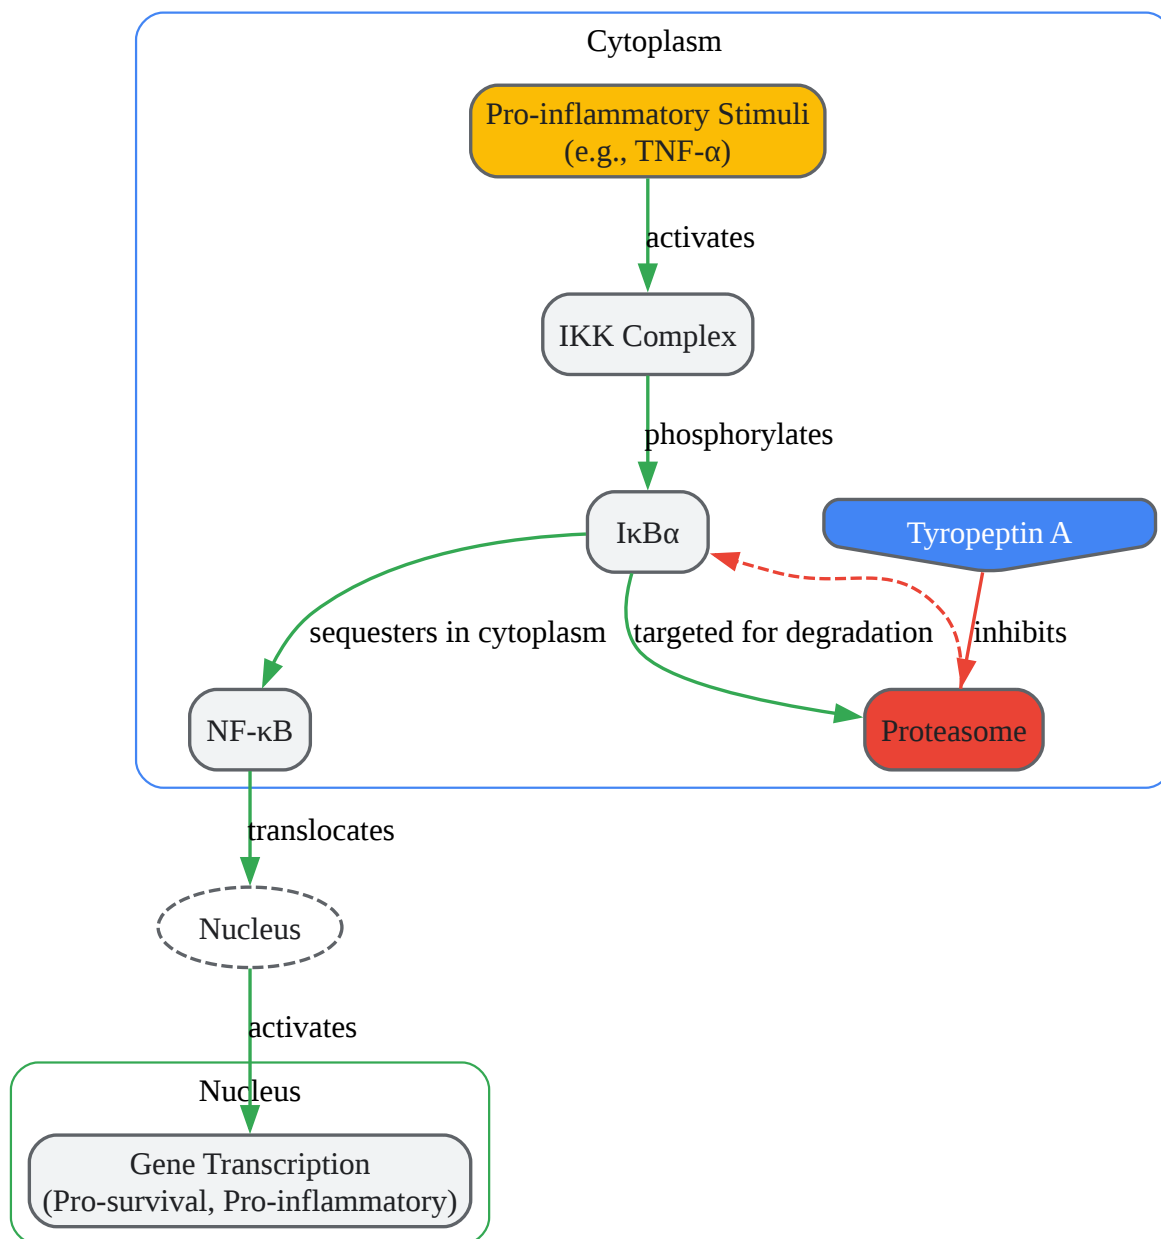 Cytoplasm
Pro-inflammatory Stimuli
(e.g., TNF-α)
activates
IKK Complex
phosphorylates
IκBα
Tyropeptin A
sequesters in cytoplasm
targeted for degradation
inhibits
NF-κB
Proteasome
translocates
Nucleus
activates
Nucleus
Gene Transcription
(Pro-survival, Pro-inflammatory)